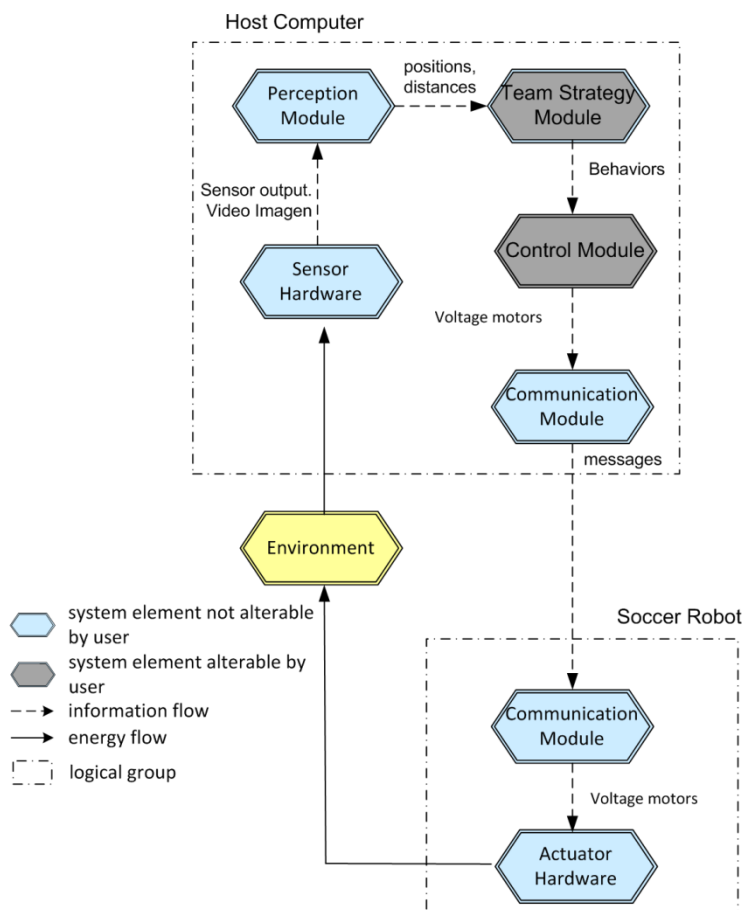 Host Computer
positions,
distances
Perception
Module
Team Strategy
Module
Sensor output.
Video Imagen
Behaviors
Sensor
Hardware
Control Module
Voltage motors
Communication
Module
messages
Environment
system element not alterable
by user
system element alterable by
user
information flow
energy flow
logical group
Soccer Robot
Communication
Module
Voltage motors
Actuator
Hardware